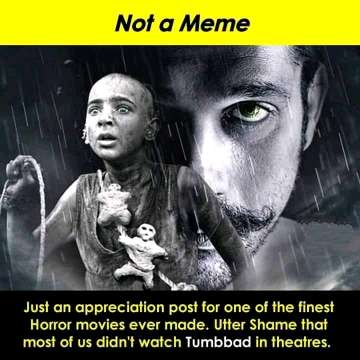 Not a Meme
Just an appreciation post for one of the finest
Horror movies ever made. Utter Shame that
most of us didn't watch Tumbbad in theatres.